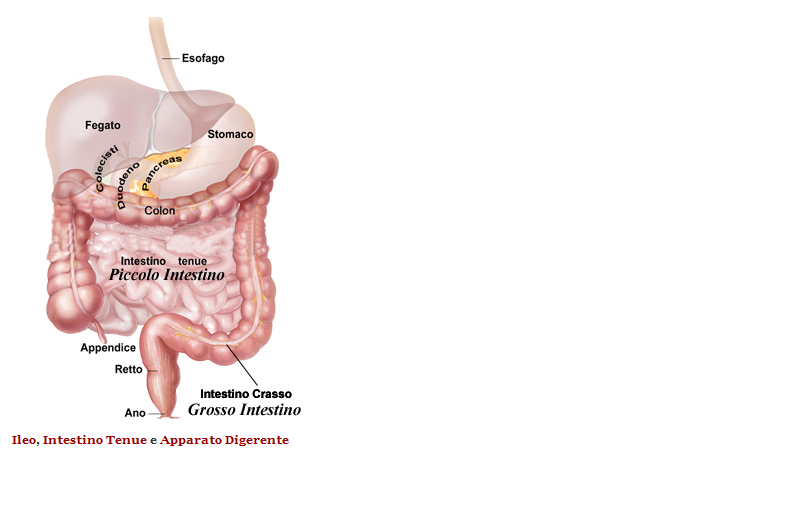 Esofago
Fegato
Stomaco
Colecisti
Duodeno
Pancreas
Colon
Intestino tenue
Piccolo Intestino
Appendice
Retto
Intestino Crasso
Grosso Intestino
Ano
Ileo, Intestino Tenue e Apparato Digerente